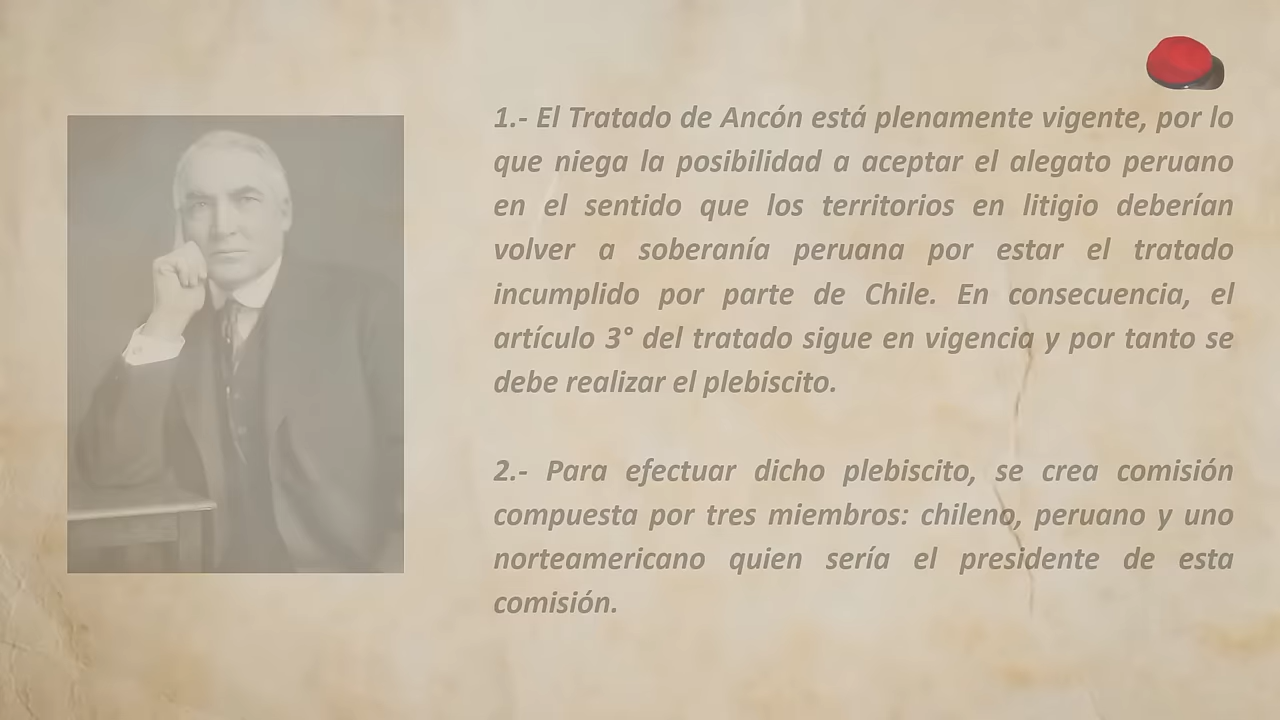 1.- El Tratado de Ancón está plenamente vigente, por lo
que niega la posibilidad a aceptar el alegato peruano
en el sentido que los territorios en litigio deberían
volver a soberanía peruana por estar el tratado
incumplido por parte de Chile. En consecuencia, el
artículo 3° del tratado sigue en vigencia y por tanto se
debe realizar el plebiscito.
2.- Para efectuar dicho plebiscito, se crea comisión
compuesta por tres miembros: chileno, peruano y uno
norteamericano quien sería el presidente de esta
comisión.